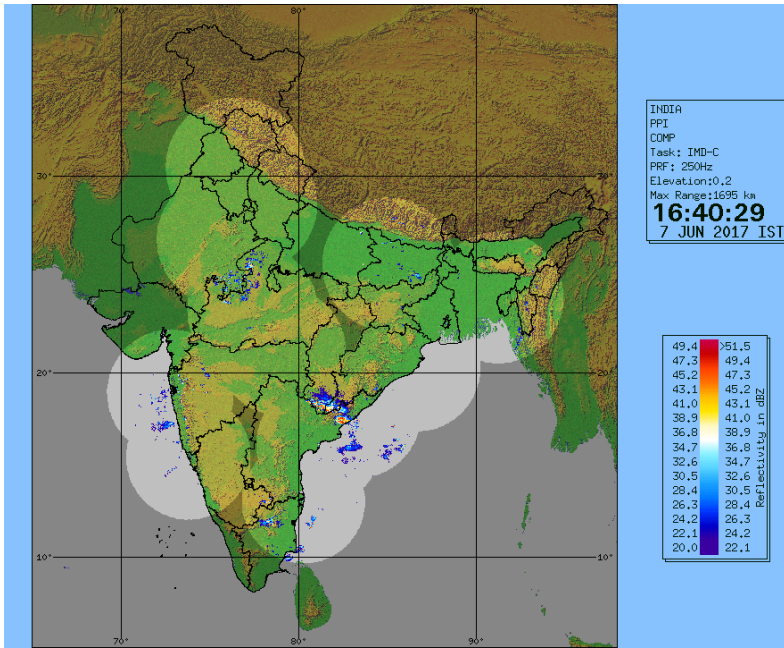 70° 80° 90°
INDIA
PPI
COMP
Task: IMD-C
PRF: 250Hz
Elevation:0.2
Max Range:1695 km
16:40:29
7 JUN 2017 IST
30° 30°
20° 20°
10° 10°
70° 80° 90°
49.4 >51.5
47.3 49.4
45.2 47.3
43.1 45.2
41.0 43.1
38.9 41.0
36.8 38.9
34.7 36.8
32.6 34.7
30.5 32.6
28.4 30.5
26.3 28.4
24.2 26.3
22.1 24.2
20.0 22.1
Reflectivity in dBZ